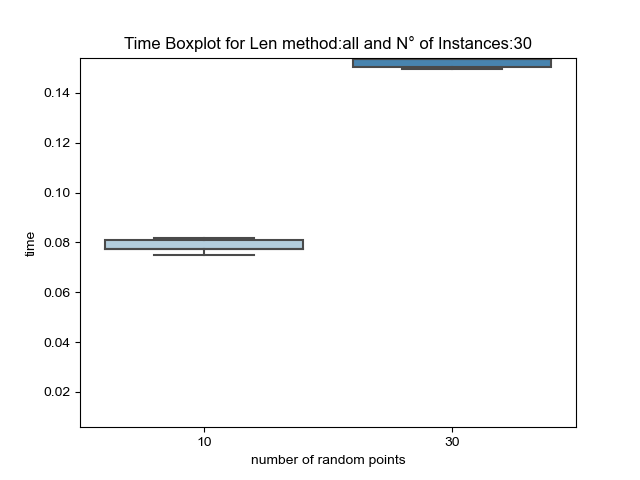 Time Boxplot for Len method:all and N° of Instances:30
0.14
0.12
0.10
0.08
0.06
0.04
0.02
time
10 30
number of random points